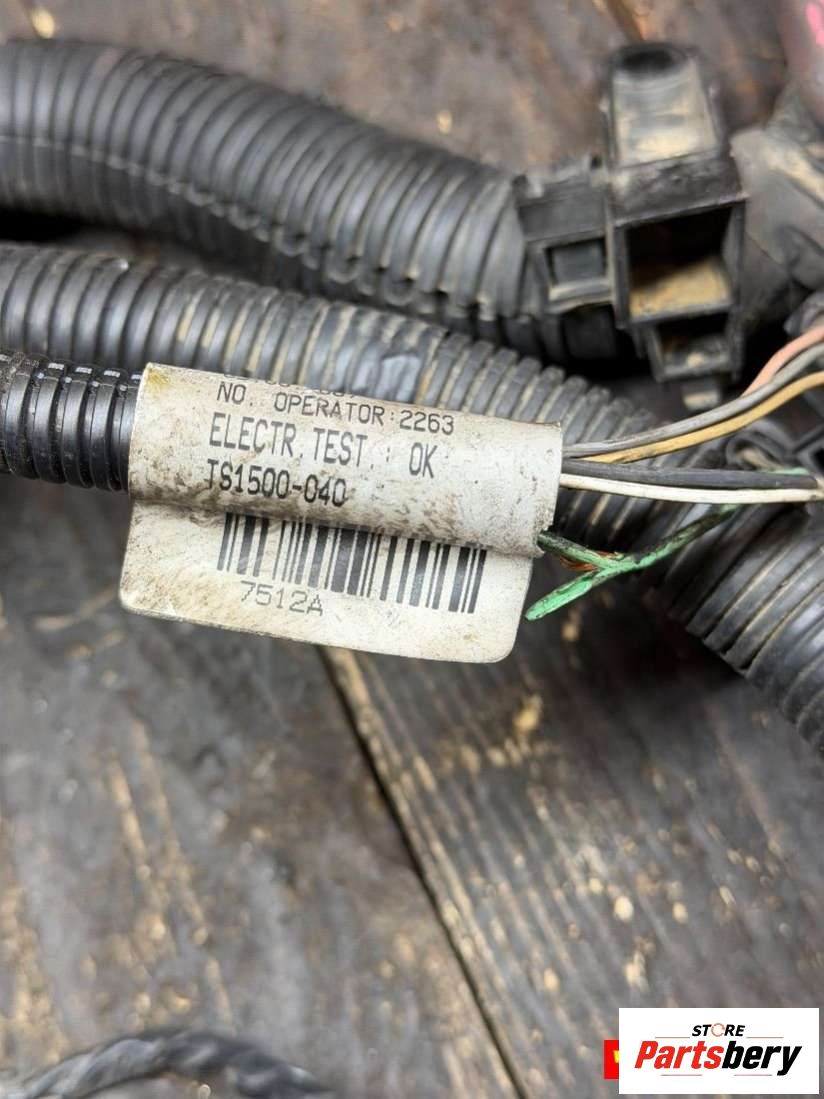 NO. OPERATOR:2263
ELECTR.TEST.: OK
TS1500-040
7512A
STORE
Partsbery